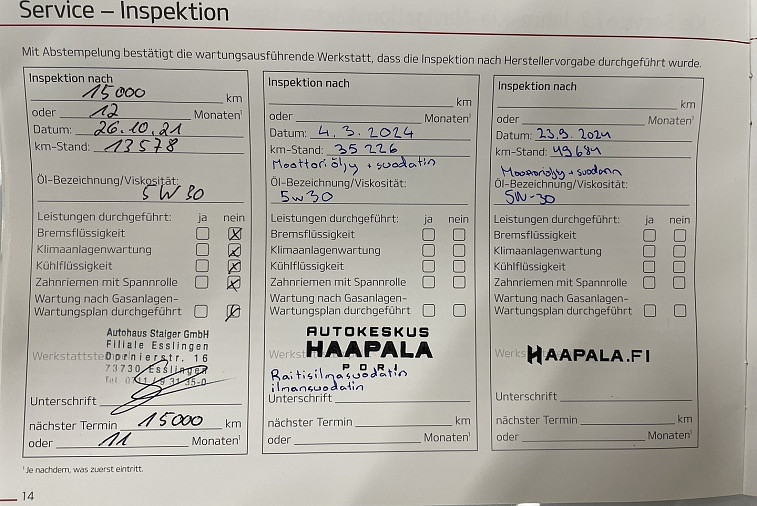 Service – Inspektion
Mit Abstempelung bestätigt die wartungsausführende Werkstatt, dass die Inspektion nach Herstellervorgabe durchgeführt wurde.
Inspektion nach
15000 km
oder 12 Monaten¹
Datum: 26.10.21
km-Stand: 13578
Öl-Bezeichnung/Viskosität:
5W30
Leistungen durchgeführt: ja nein
Bremsflüssigkeit
Klimaanlagenwartung
Kühlflüssigkeit
Zahnriemen mit Spannrolle
Wartung nach Gasanlagen-
Wartungsplan durchgeführt
Autohaus Staiger GmbH
Filiale Esslingen
Dornierstr. 16
73730 Esslingen
Unterschrift
nächster Termin 15000 km
oder 11 Monaten¹
Inspektion nach
km
oder Monaten¹
Datum: 4.3.2024
km-Stand: 35226
Moottoriöljy + suodatin
Öl-Bezeichnung/Viskosität:
5w30
Leistungen durchgeführt: ja nein
Bremsflüssigkeit
Klimaanlagenwartung
Kühlflüssigkeit
Zahnriemen mit Spannrolle
Wartung nach Gasanlagen-
Wartungsplan durchgeführt
AUTOKESKUS
HAAPALA
PORI
Raitisilmasuodatin
ilmansuodatin
Unterschrift
nächster Termin km
oder Monaten¹
Inspektion nach
km
oder Monaten¹
Datum: 23.9.2024
km-Stand: 49684
Öl-Bezeichnung/Viskosität:
5W-30
Leistungen durchgeführt: ja nein
Bremsflüssigkeit
Klimaanlagenwartung
Kühlflüssigkeit
Zahnriemen mit Spannrolle
Wartung nach Gasanlagen-
Wartungsplan durchgeführt
HAAPALA.FI
Unterschrift
nächster Termin km
oder Monaten¹
¹Je nachdem, was zuerst eintritt.
14